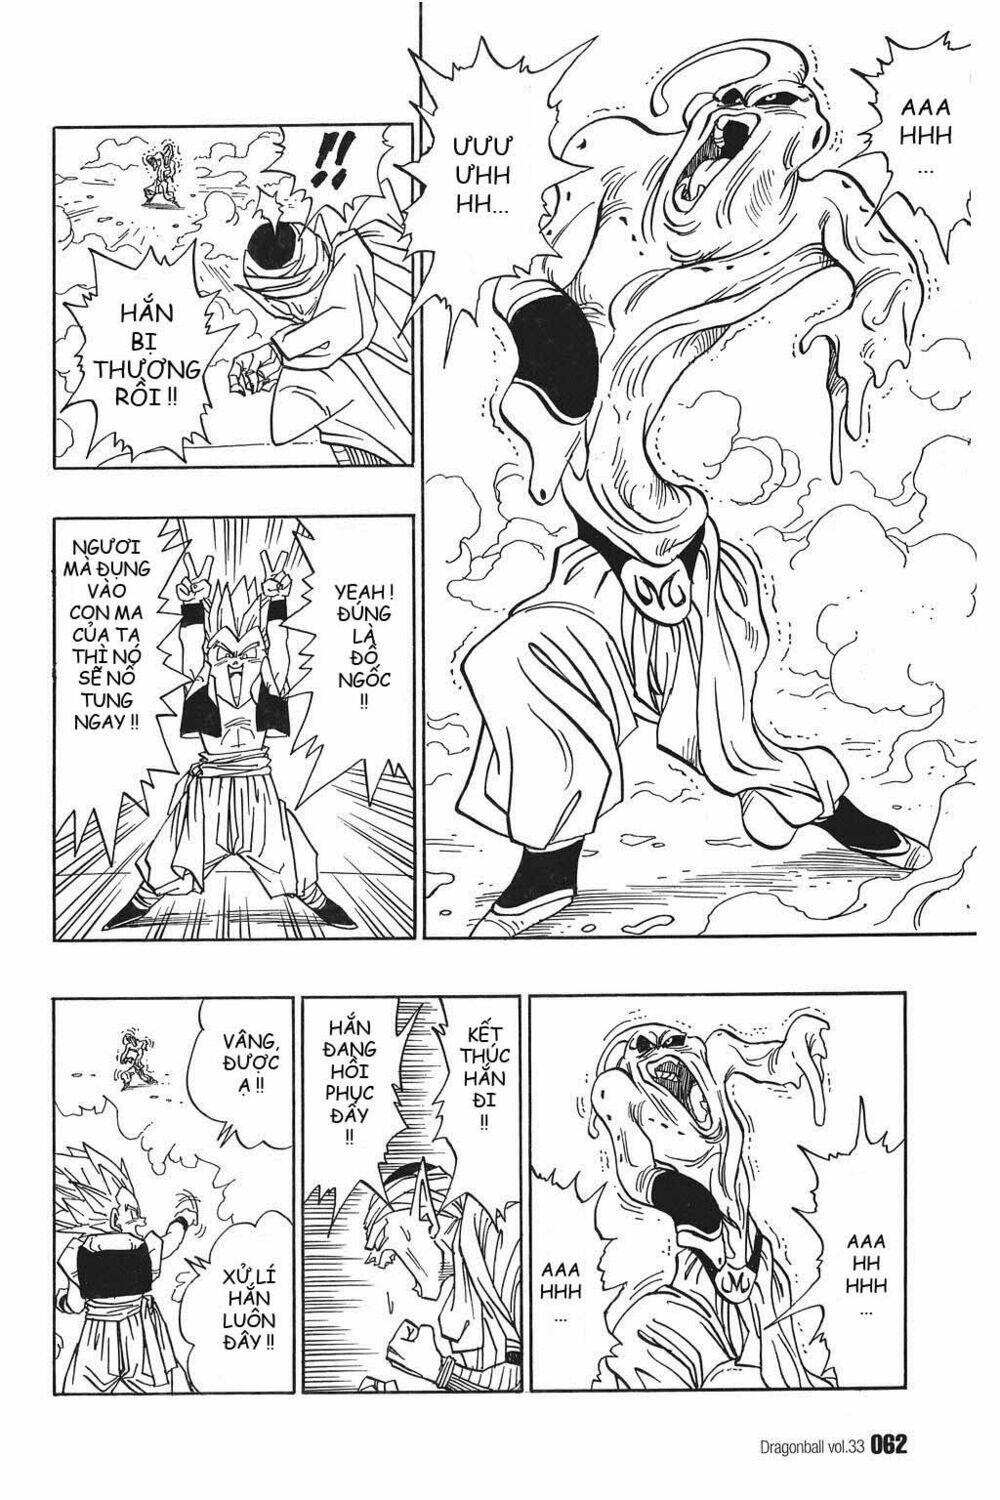 AAA
HHH
...
ƯƯƯ
ƯHH
HH...
!!
HẮN
BỊ
THƯƠNG
RỒI !!
YEAH !
ĐÚNG
LÀ
ĐỒ
NGỐC
!!
NGƯƠI
MÀ ĐỤNG
VÀO
CON MA
CỦA TA
THÌ NÓ
SẼ NỔ
TUNG
NGAY !!
AAA
HH
HHH
...
AAA
HHH
...
KẾT
THÚC
HẮN
ĐI
!!
HẮN
ĐANG
HỒI
PHỤC
ĐẤY
!!
VÂNG,
ĐƯỢC
Ạ !!
XỬ LÍ
HẮN
LUÔN
ĐÂY !!
Dragonball vol.33 062